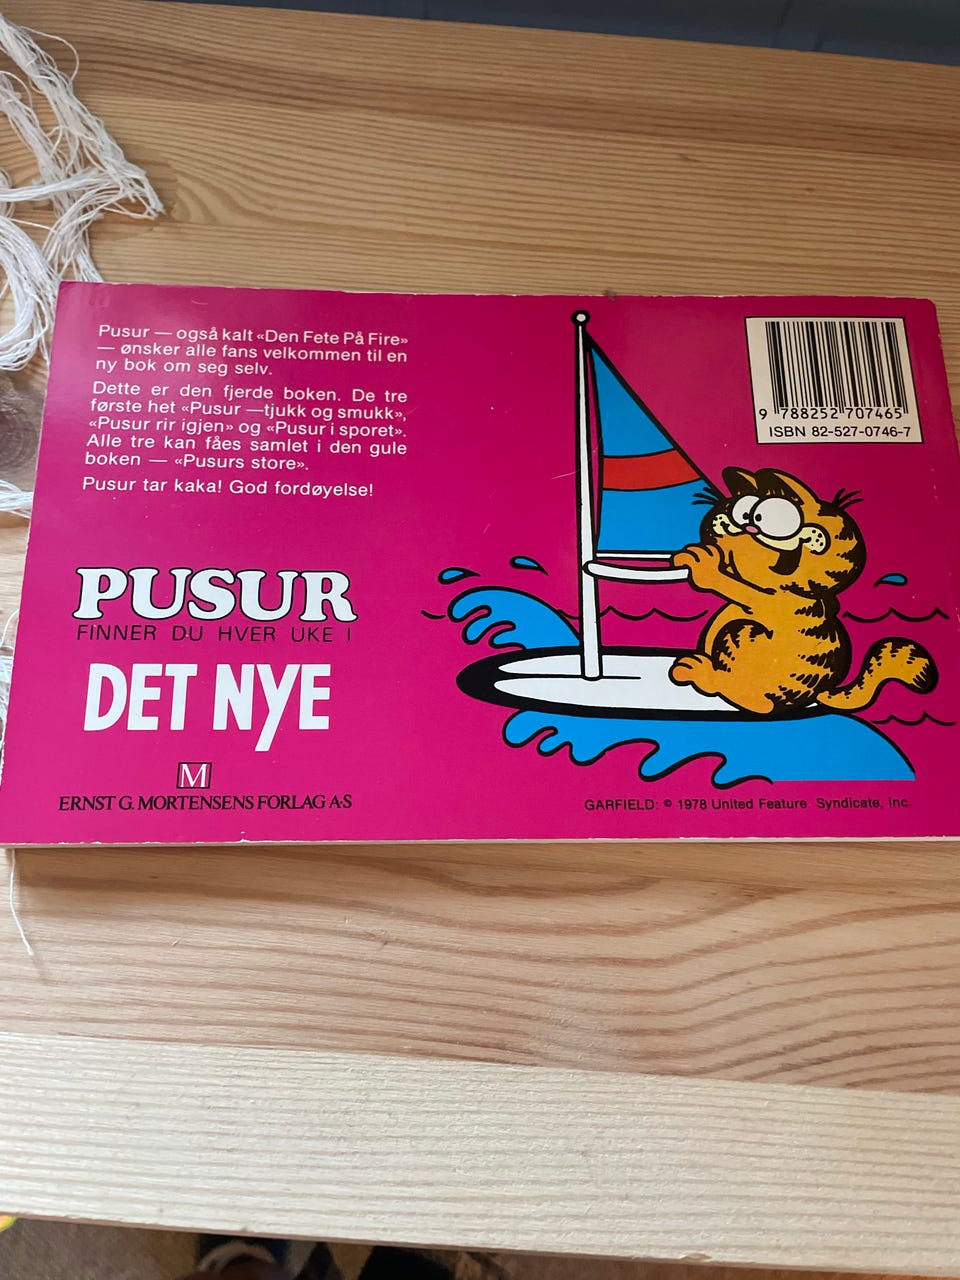 Pusur — også kalt «Den Fete På Fire»
— ønsker alle fans velkommen til en
ny bok om seg selv.
Dette er den fjerde boken. De tre
første het «Pusur —tjukk og smukk»,
«Pusur rir igjen» og «Pusur i sporet».
Alle tre kan fåes samlet i den gule
boken — «Pusurs store».
Pusur tar kaka! God fordøyelse!
PUSUR
FINNER DU HVER UKE I
DET NYE
M
ERNST G. MORTENSENS FORLAG A·S
9 788252 707465
ISBN 82-527-0746-7
GARFIELD: © 1978 United Feature Syndicate, Inc.